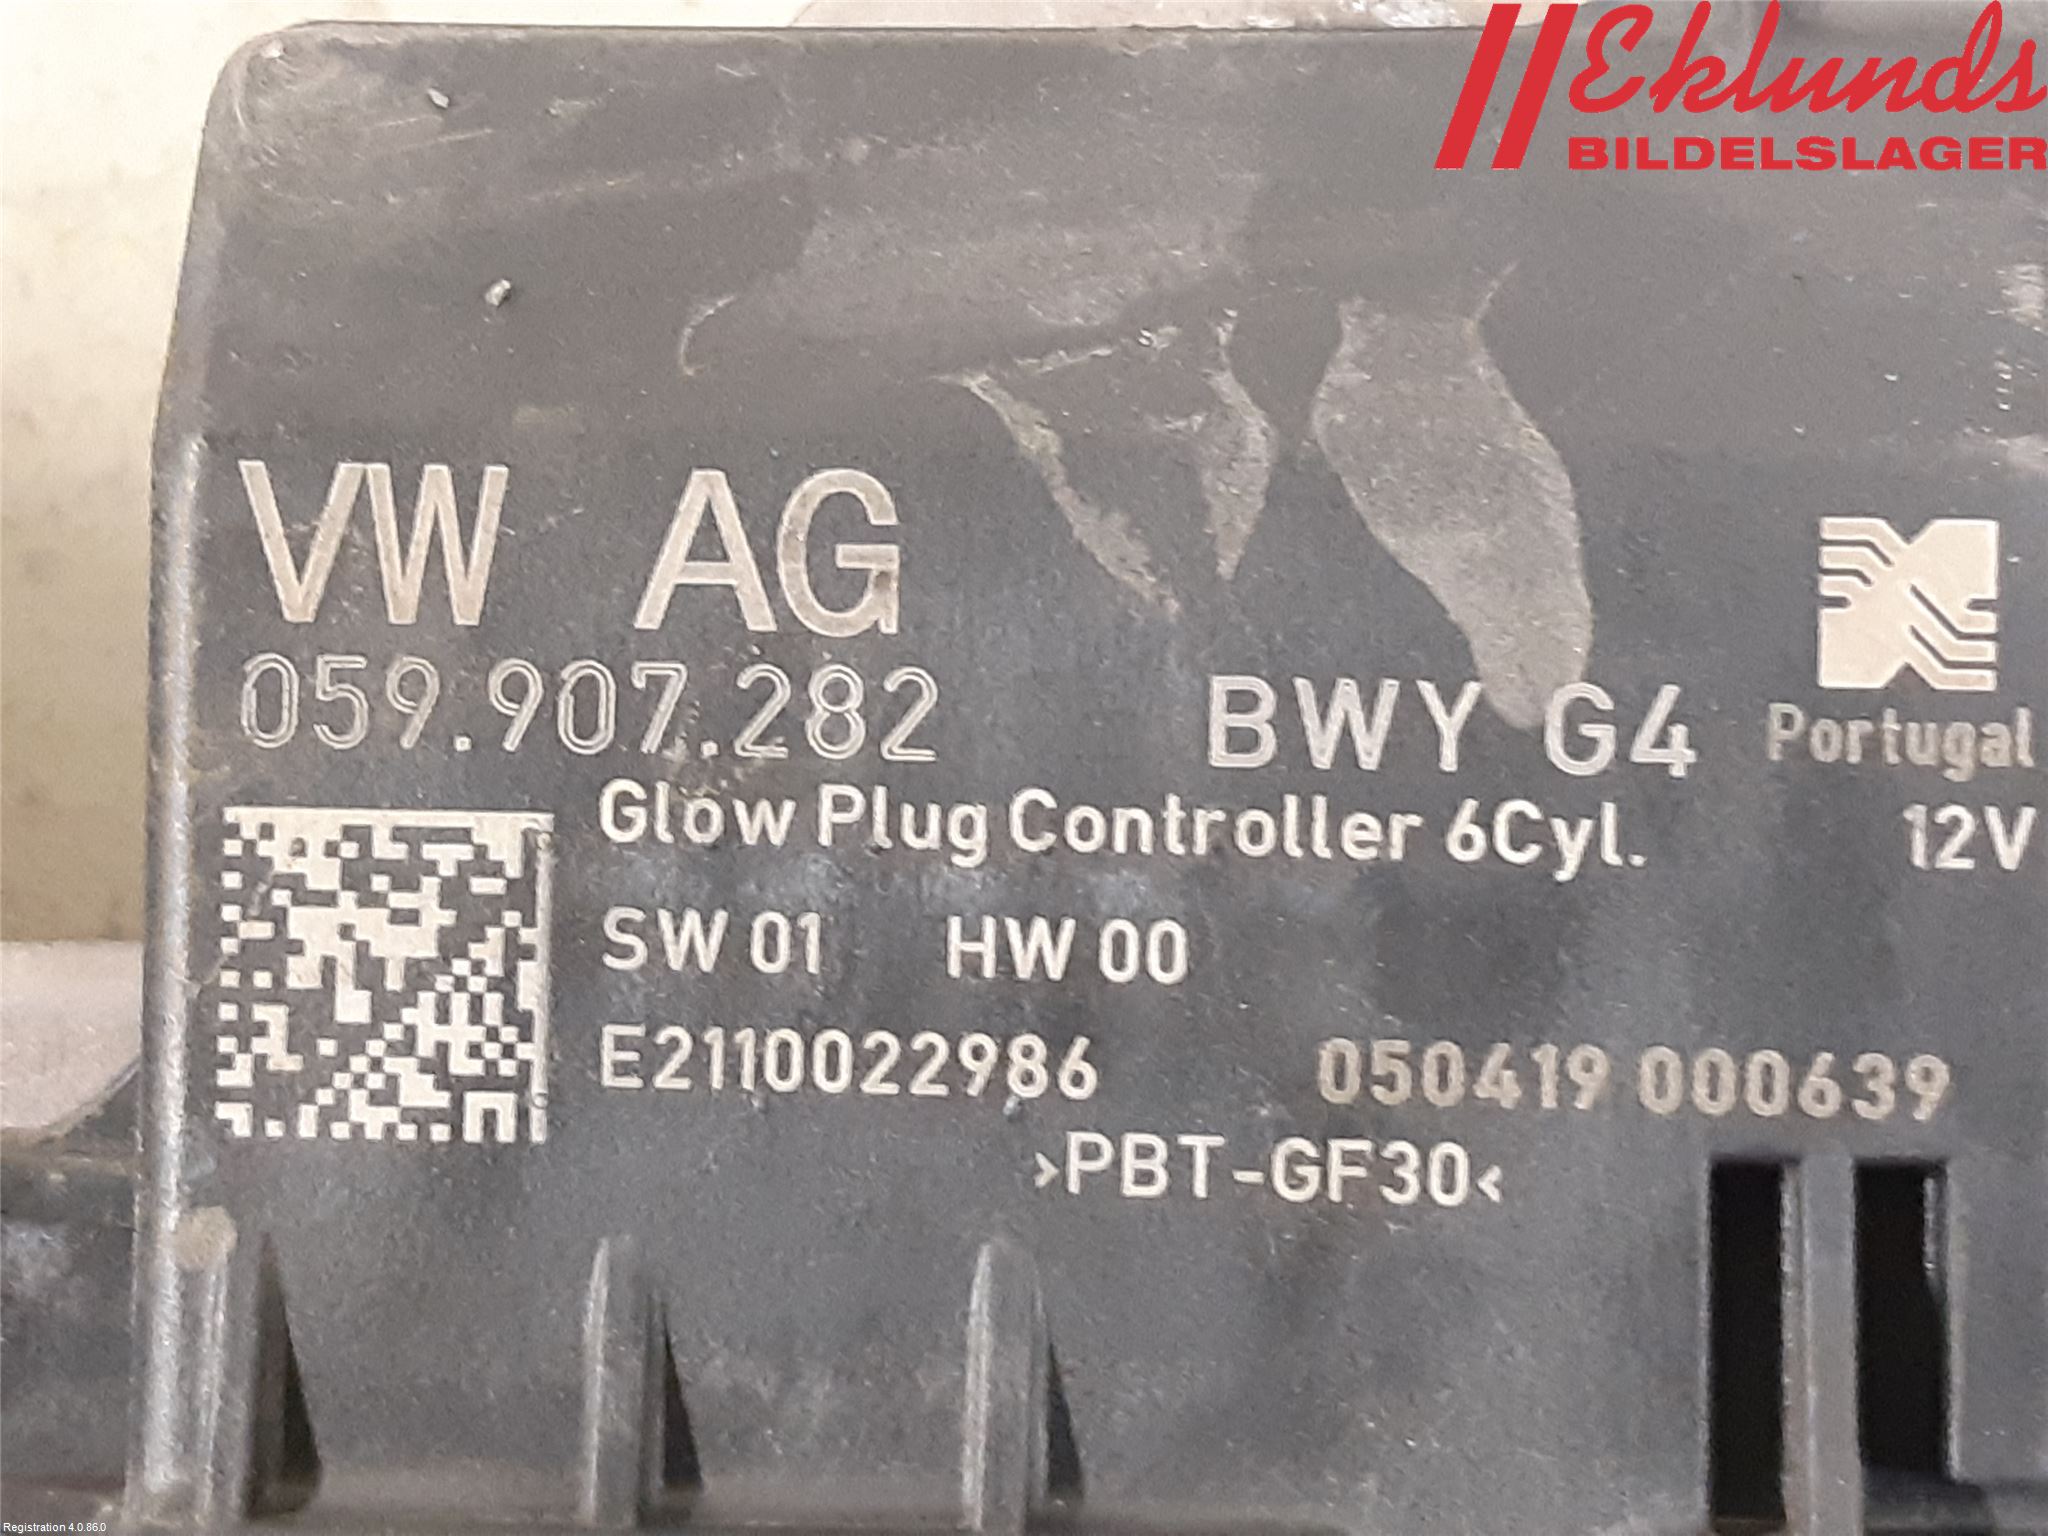 Eklunds
BILDELSLAGER
VW AG
059.907.282 BWY G4 Portugal
Glow Plug Controller 6Cyl. 12V
SW 01 HW 00
E2110022986 050419 000639
>PBT-GF30<
Registration 4.0.86.0